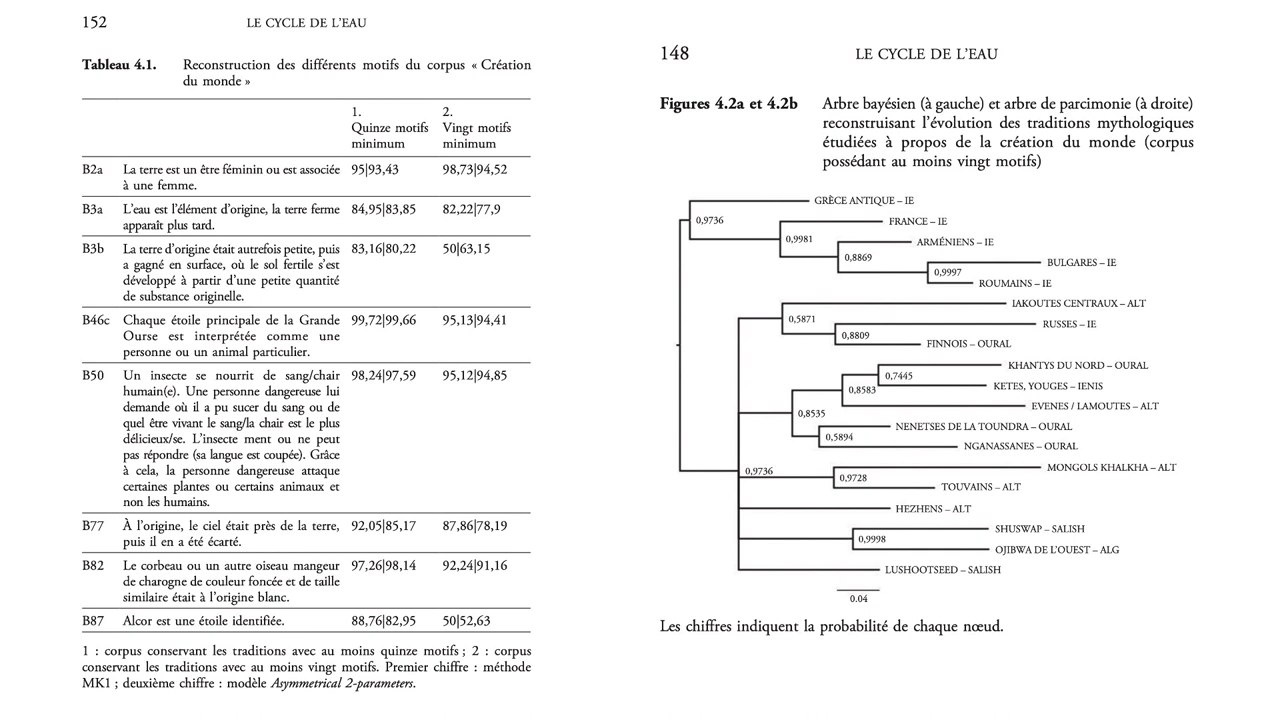 152
LE CYCLE DE L’EAU
Tableau 4.1.
Reconstruction des différents motifs du corpus « Création
du monde »
1.
Quinze motifs
minimum
2.
Vingt motifs
minimum
B2a
La terre est un être féminin ou est associée
à une femme.
95|93,43
98,73|94,52
B3a
L’eau est l’élément d’origine, la terre ferme
apparaît plus tard.
84,95|83,85
82,22|77,9
B3b
La terre d’origine était autrefois petite, puis
a gagné en surface, où le sol fertile s’est
développé à partir d’une petite quantité
de substance originelle.
83,16|80,22
50|63,15
B46c
Chaque étoile principale de la Grande
Ourse est interprétée comme une
personne ou un animal particulier.
99,72|99,66
95,13|94,41
B50
Un insecte se nourrit de sang/chair
humain(e). Une personne dangereuse lui
demande où il a pu sucer du sang ou de
quel être vivant le sang/la chair est le plus
délicieux/se. L’insecte ment ou ne peut
pas répondre (sa langue est coupée). Grâce
à cela, la personne dangereuse attaque
certaines plantes ou certains animaux et
non les humains.
98,24|97,59
95,12|94,85
B77
À l’origine, le ciel était près de la terre,
puis il en a été écarté.
92,05|85,17
87,86|78,19
B82
Le corbeau ou un autre oiseau mangeur
de charogne de couleur foncée et de taille
similaire était à l’origine blanc.
97,26|98,14
92,24|91,16
B87
Alcor est une étoile identifiée.
88,76|82,95
50|52,63
1 : corpus conservant les traditions avec au moins quinze motifs ; 2 : corpus
conservant les traditions avec au moins vingt motifs. Premier chiffre : méthode
MK1 ; deuxième chiffre : modèle Asymmetrical 2-parameters.
148
LE CYCLE DE L’EAU
Figures 4.2a et 4.2b
Arbre bayésien (à gauche) et arbre de parcimonie (à droite)
reconstruisant l’évolution des traditions mythologiques
étudiées à propos de la création du monde (corpus
possédant au moins vingt motifs)
GRÈCE ANTIQUE – IE
0,9736
FRANCE – IE
0,9981
ARMÉNIENS – IE
0,8869
BULGARES – IE
0,9997
ROUMAINS – IE
IAKOUTES CENTRAUX – ALT
0,5871
RUSSES – IE
0,8809
FINNOIS – OURAL
KHANTYS DU NORD – OURAL
0,7445
KETES, YOUGES – IENIS
0,8583
EVENES / LAMOUTES – ALT
0,8535
NENETSES DE LA TOUNDRA – OURAL
0,5894
NGANASSANES – OURAL
MONGOLS KHALKHA – ALT
0,9736
0,9728
TOUVAINS – ALT
HEZHENS – ALT
SHUSWAP – SALISH
0,9998
OJIBWA DE L’OUEST – ALG
LUSHOOTSEED – SALISH
0.04
Les chiffres indiquent la probabilité de chaque nœud.